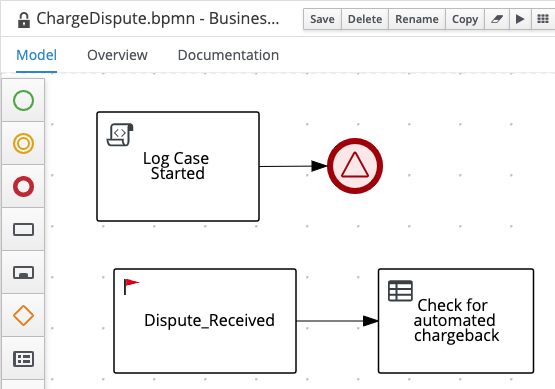 ChargeDispute.bpmn - Busines...
Save Delete Rename Copy
Model Overview Documentation
Log Case
Started
Dispute_Received
Check for
automated
chargeback